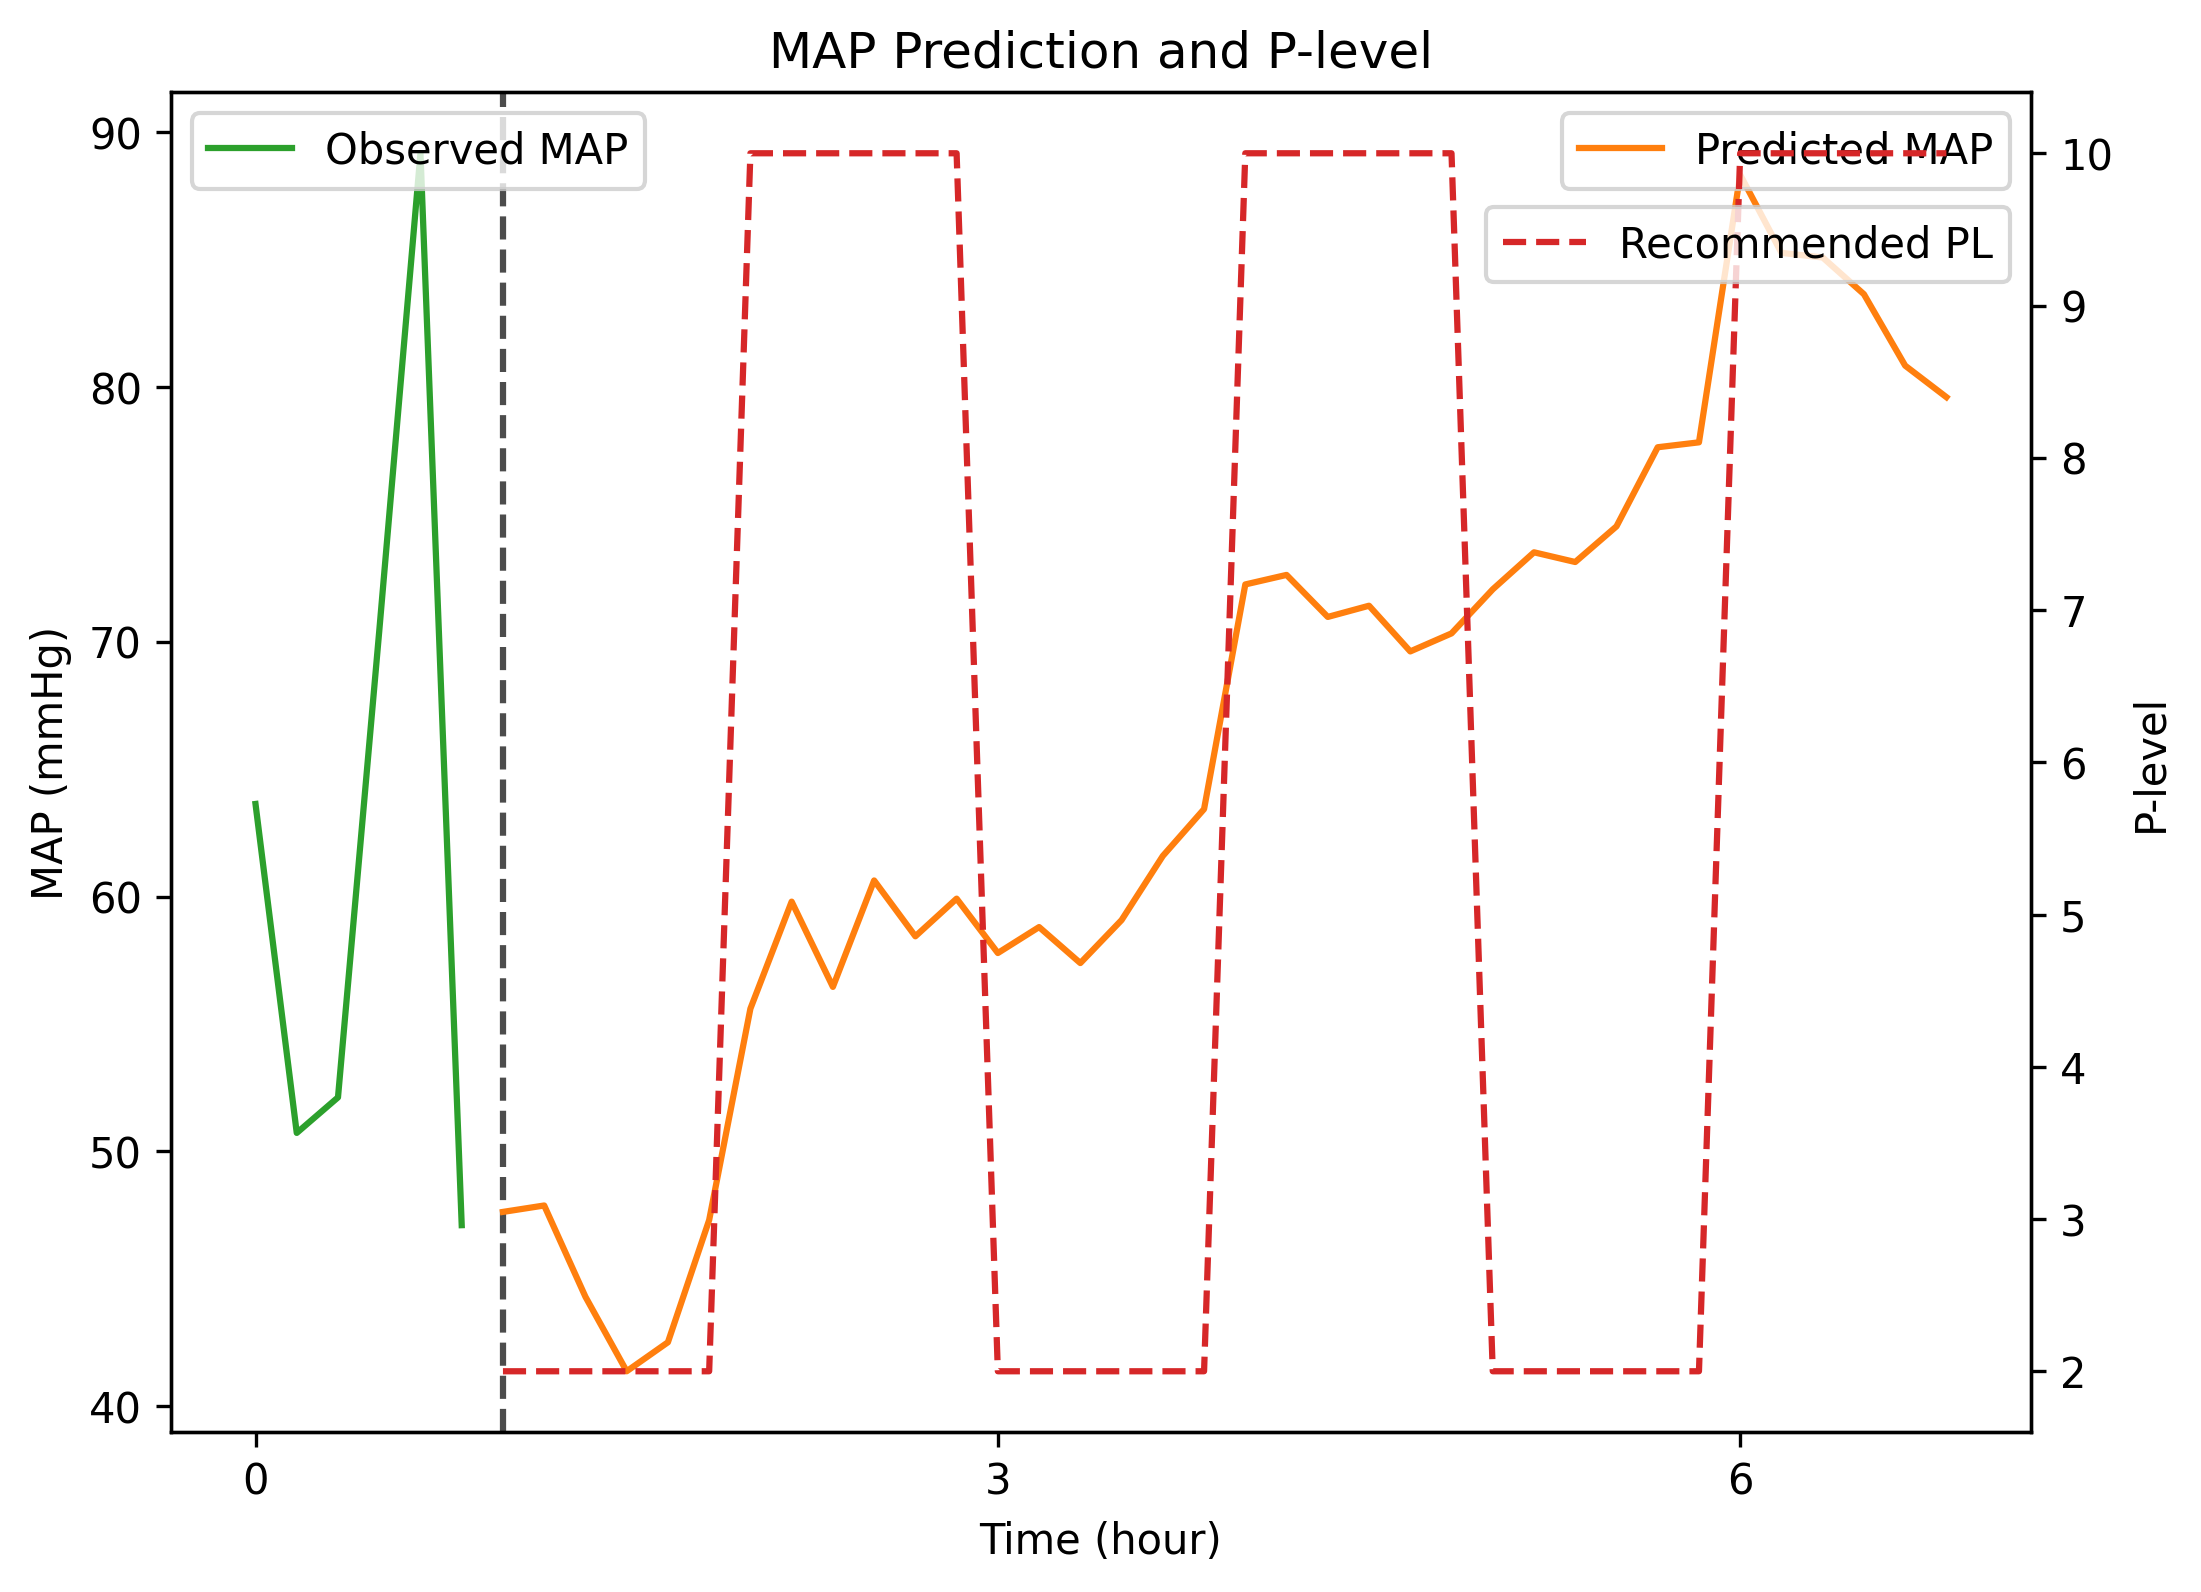 MAP Prediction and P-level
Observed MAP
Predicted MAP
Recommended PL
90
80
70
60
50
40
MAP (mmHg)
10
9
8
7
6
5
4
3
2
P-level
0 3 6
Time (hour)